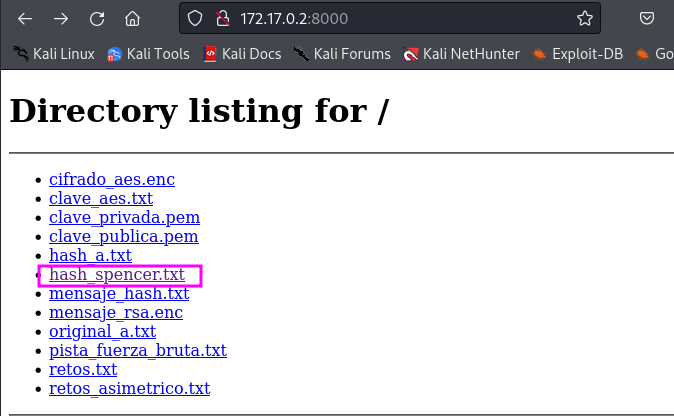 172.17.0.2:8000
Kali Linux Kali Tools Kali Docs Kali Forums Kali NetHunter Exploit-DB Go
Directory listing for /
cifrado_aes.enc
clave_aes.txt
clave_privada.pem
clave_publica.pem
hash_a.txt
hash_spencer.txt
mensaje_hash.txt
mensaje_rsa.enc
original_a.txt
pista_fuerza_bruta.txt
retos.txt
retos_asimetrico.txt